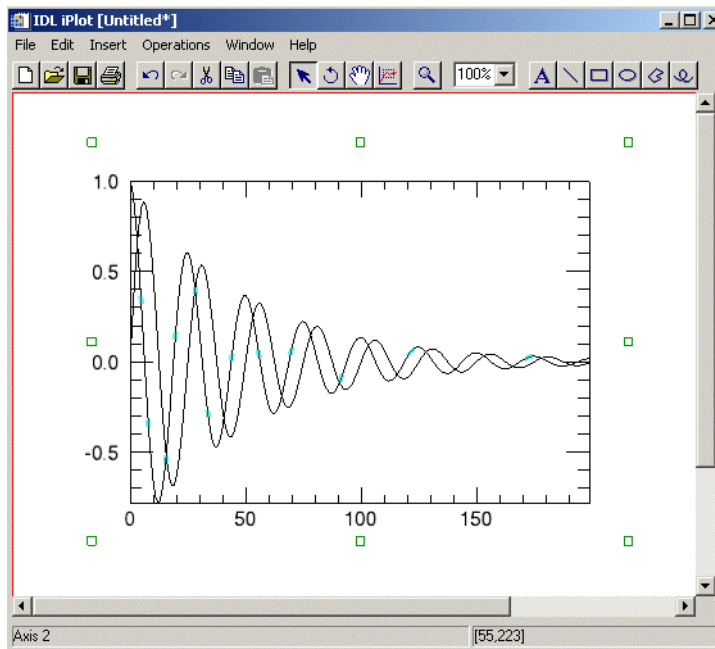 IDL iPlot [Untitled*]
File Edit Insert Operations Window Help
100% A
1.0
0.5
0.0
-0.5
0 50 100 150
Axis 2 [55,223]